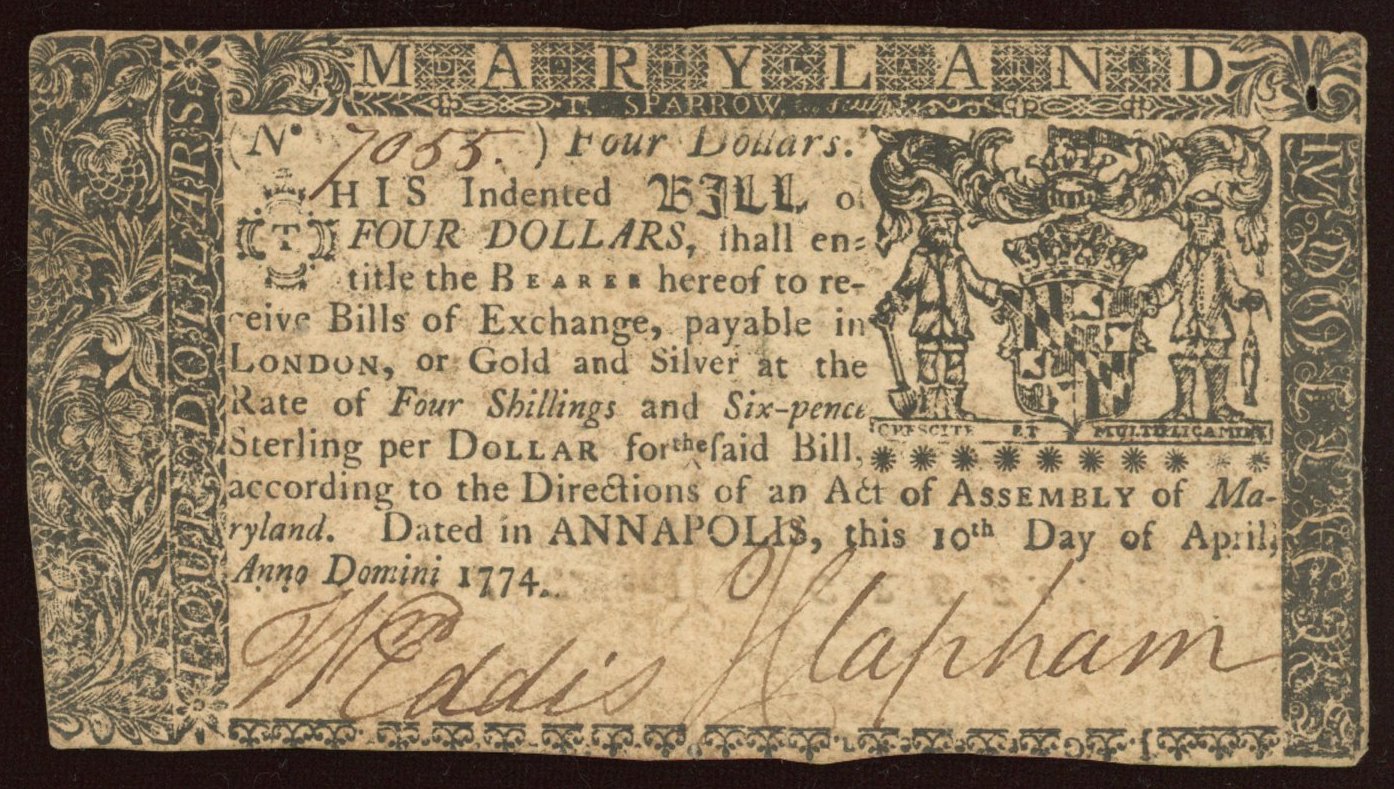 MARYLAND
T. SPARROW,
FOUR DOLLARS
(No. 7055.) Four Dollars.
THIS Indented BILL of
FOUR DOLLARS, ſhall en-
title the BEARER hereof to re-
ceive Bills of Exchange, payable in
LONDON, or Gold and Silver at the
Rate of Four Shillings and Six-pence
Sterling per DOLLAR for the ſaid Bill,
according to the Directions of an Act of ASSEMBLY of Ma-
ryland. Dated in ANNAPOLIS, this 10th Day of April,
Anno Domini 1774.
CRESCITE ET MULTIPLICAMINI
Wm Eddis J Clapham